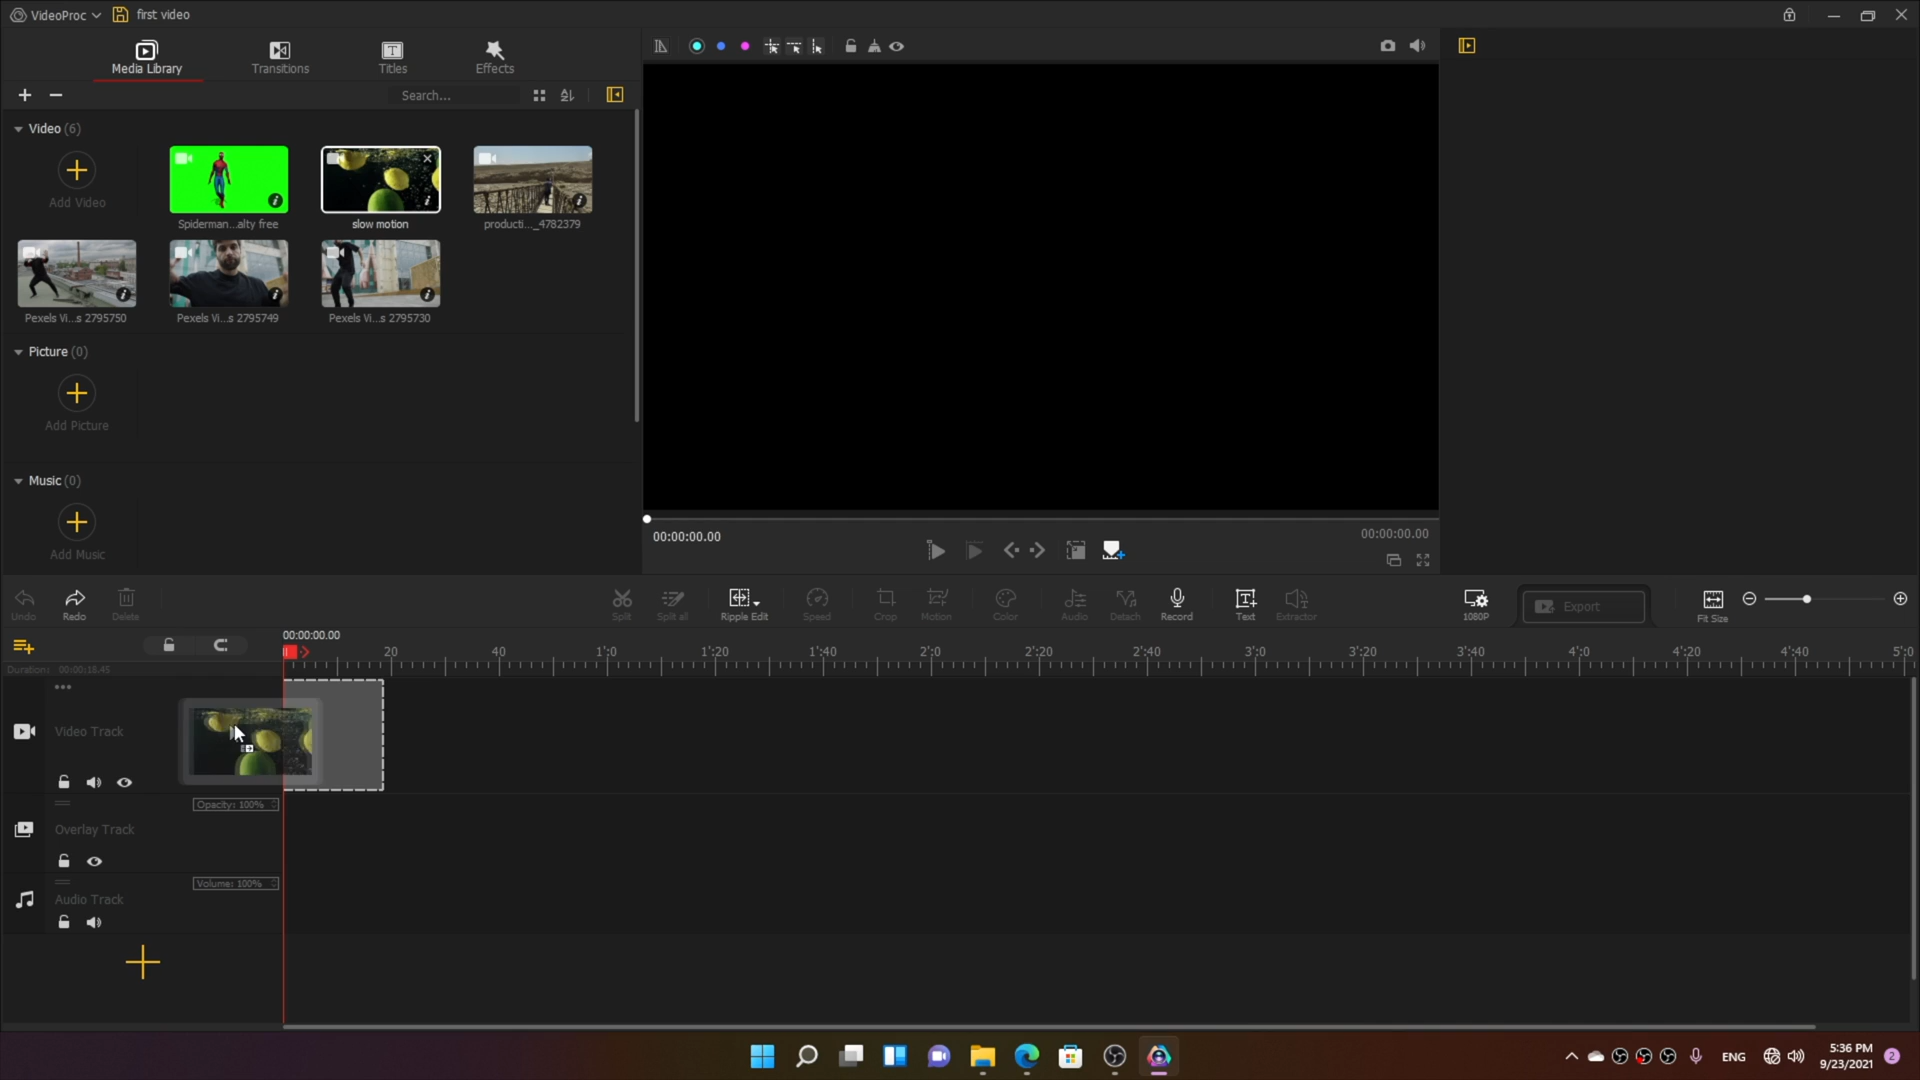 VideoProc
first video
Media Library
Transitions
Titles
Effects
Search...
Video (6)
Add Video
Spiderman...alty free
slow motion
producti..._4782379
Pexels Vi...s 2795750
Pexels Vi...s 2795749
Pexels Vi...s 2795730
Picture (0)
Add Picture
Music (0)
Add Music
00:00:00.00
00:00:00.00
Undo
Redo
Delete
Split
Split all
Ripple Edit
Speed
Crop
Motion
Color
Audio
Detach
Record
Text
Extractor
1080P
Export
Fit Size
00:00:00.00
20 40 1':0 1':20 1':40 2':0 2':20 2':40 3':0 3':20 3':40 4':0 4':20 4':40 5':0
Duration: 00:00:18.45
Video Track
Opacity: 100%
Overlay Track
Volume: 100%
Audio Track
ENG
5:36 PM
9/23/2021
2